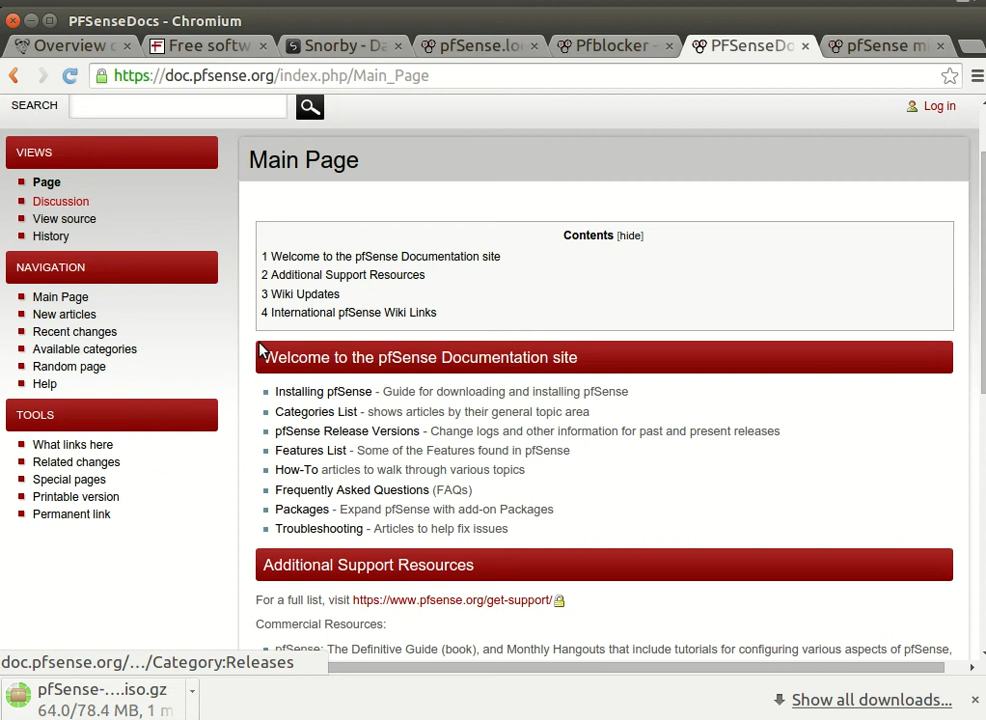 PFSenseDocs - Chromium
Overview c
Free softw
Snorby - Da
pfSense.lo
Pfblocker -
PFSenseDo
pfSense mi
https://doc.pfsense.org/index.php/Main_Page
SEARCH
Log in
VIEWS
Page
Discussion
View source
History
NAVIGATION
Main Page
New articles
Recent changes
Available categories
Random page
Help
TOOLS
What links here
Related changes
Special pages
Printable version
Permanent link
Main Page
Contents [hide]
1 Welcome to the pfSense Documentation site
2 Additional Support Resources
3 Wiki Updates
4 International pfSense Wiki Links
Welcome to the pfSense Documentation site
Installing pfSense - Guide for downloading and installing pfSense
Categories List - shows articles by their general topic area
pfSense Release Versions - Change logs and other information for past and present releases
Features List - Some of the Features found in pfSense
How-To articles to walk through various topics
Frequently Asked Questions (FAQs)
Packages - Expand pfSense with add-on Packages
Troubleshooting - Articles to help fix issues
Additional Support Resources
For a full list, visit https://www.pfsense.org/get-support/
Commercial Resources:
pfSense: The Definitive Guide (book), and Monthly Hangouts that include tutorials for configuring various aspects of pfSense,
doc.pfsense.org/.../Category:Releases
pfSense-....iso.gz
64.0/78.4 MB, 1 m
Show all downloads...